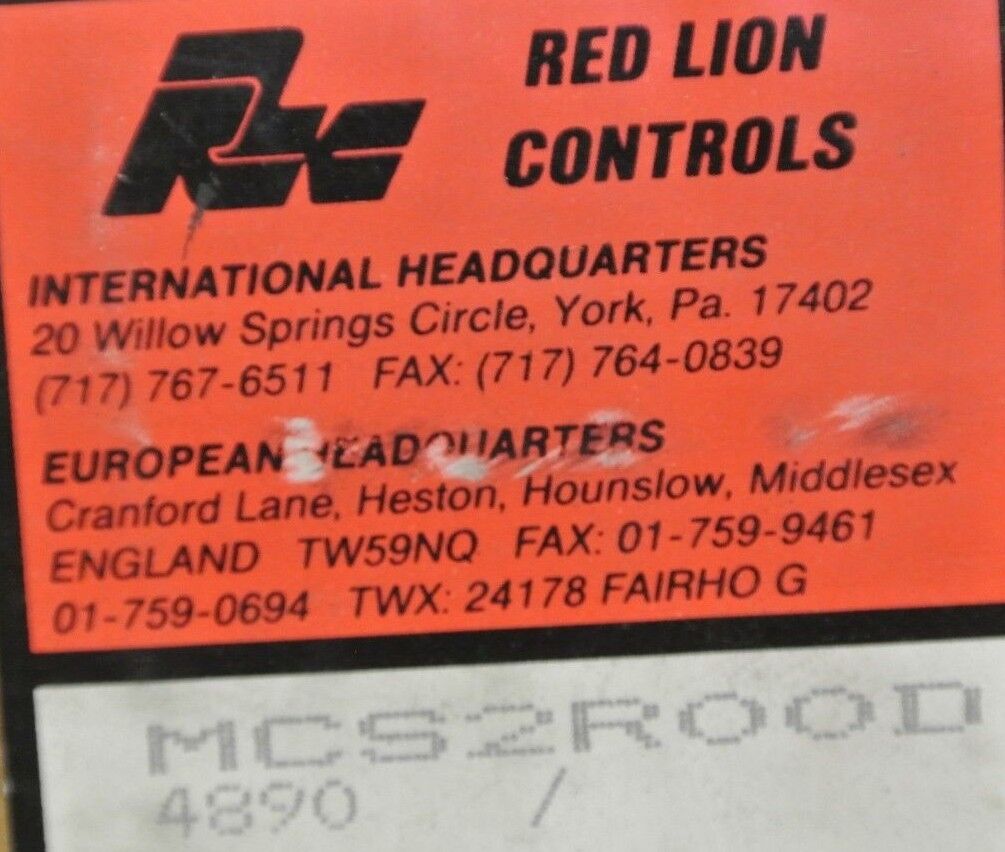 RLC
RED LION
CONTROLS
INTERNATIONAL HEADQUARTERS
20 Willow Springs Circle, York, Pa. 17402
(717) 767-6511 FAX: (717) 764-0839
EUROPEAN HEADQUARTERS
Cranford Lane, Heston, Hounslow, Middlesex
ENGLAND TW59NQ FAX: 01-759-9461
01-759-0694 TWX: 24178 FAIRHO G
MCS2R00D
4890 /